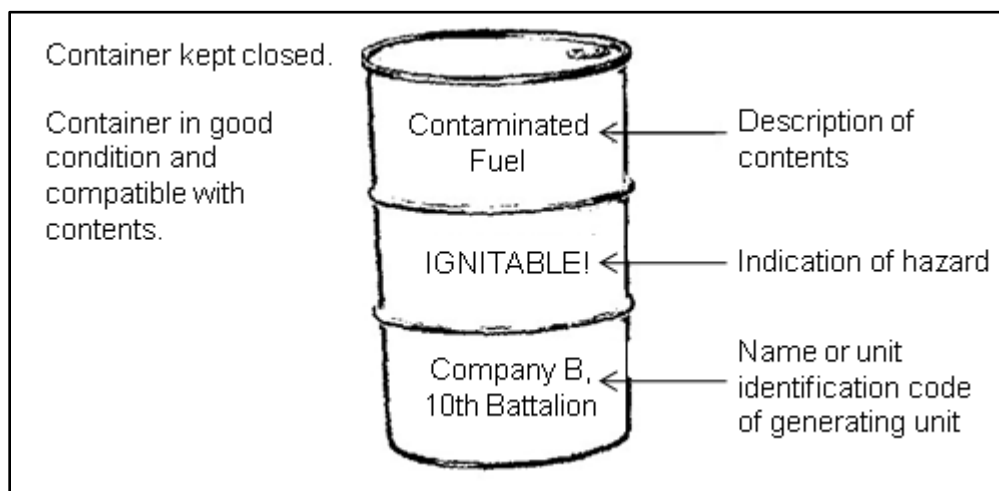 Container kept closed.
Container in good
condition and
compatible with
contents.
Contaminated
Fuel
IGNITABLE!
Company B,
10th Battalion
Description of
contents
Indication of hazard
Name or unit
identification code
of generating unit